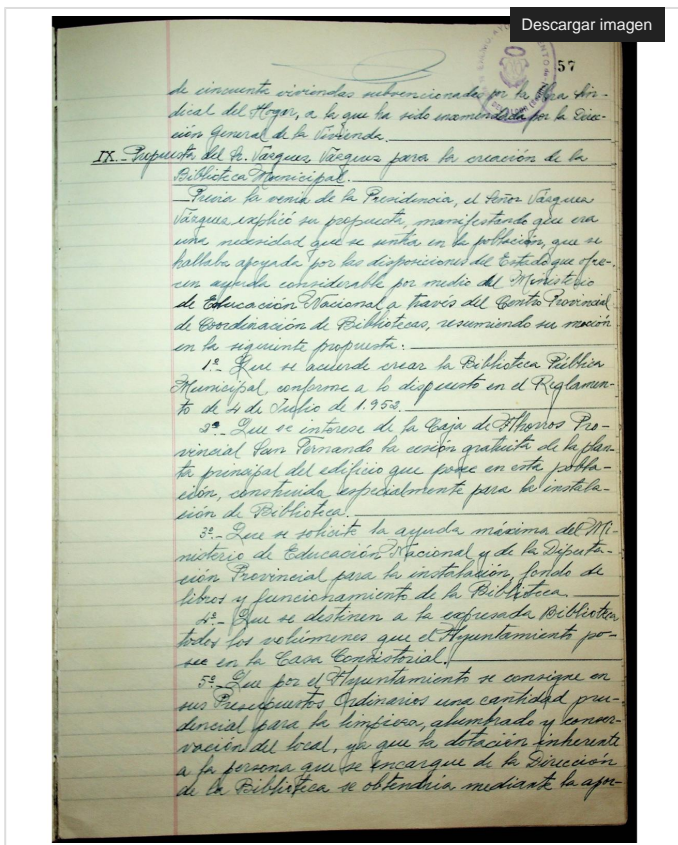 Descargar imagen
57
de cincuenta viviendas subvencionadas por la Obra Sin-
dical del Hogar, a la que ha sido encomendada por la Direc-
ción General de la Vivienda.
IX.- Propuesta del Sr. Vázquez Vázquez para la creación de la
Biblioteca Municipal.
Previa la venia de la Presidencia, el Señor Vázquez
Vázquez explicó su propuesta, manifestando que era
una necesidad que se sentía en la población, que se
hallaba apoyada por las disposiciones del Estado que ofre-
cen ayuda considerable por medio del Ministerio
de Educación Nacional a través del Centro Provincial
de Coordinación de Bibliotecas, resumiendo su moción
en la siguiente propuesta:
1º.- Que se acuerde crear la Biblioteca Pública
Municipal conforme a lo dispuesto en el Reglamen-
to de 4 de Julio de 1.952.
2º.- Que se interese de la Caja de Ahorros Pro-
vincial San Fernando la cesión gratuita de la plan-
ta principal del edificio que posee en esta pobla-
ción, construida especialmente para la instala-
ción de Biblioteca.
3º.- Que se solicite la ayuda máxima del Mi-
nisterio de Educación Nacional y de la Diputa-
ción Provincial para la instalación, fondo de
libros y funcionamiento de la Biblioteca.
4º.- Que se destinen a la expresada Biblioteca
todos los volúmenes que el Ayuntamiento po-
see en la Casa Consistorial.
5º.- Que por el Ayuntamiento se consigne en
sus Presupuestos Ordinarios una cantidad pru-
dencial para la limpieza, alumbrado y conser-
vación del local, ya que la dotación inherente
a la persona que se encargue de la Dirección
de la Biblioteca se obtendría mediante la apor-